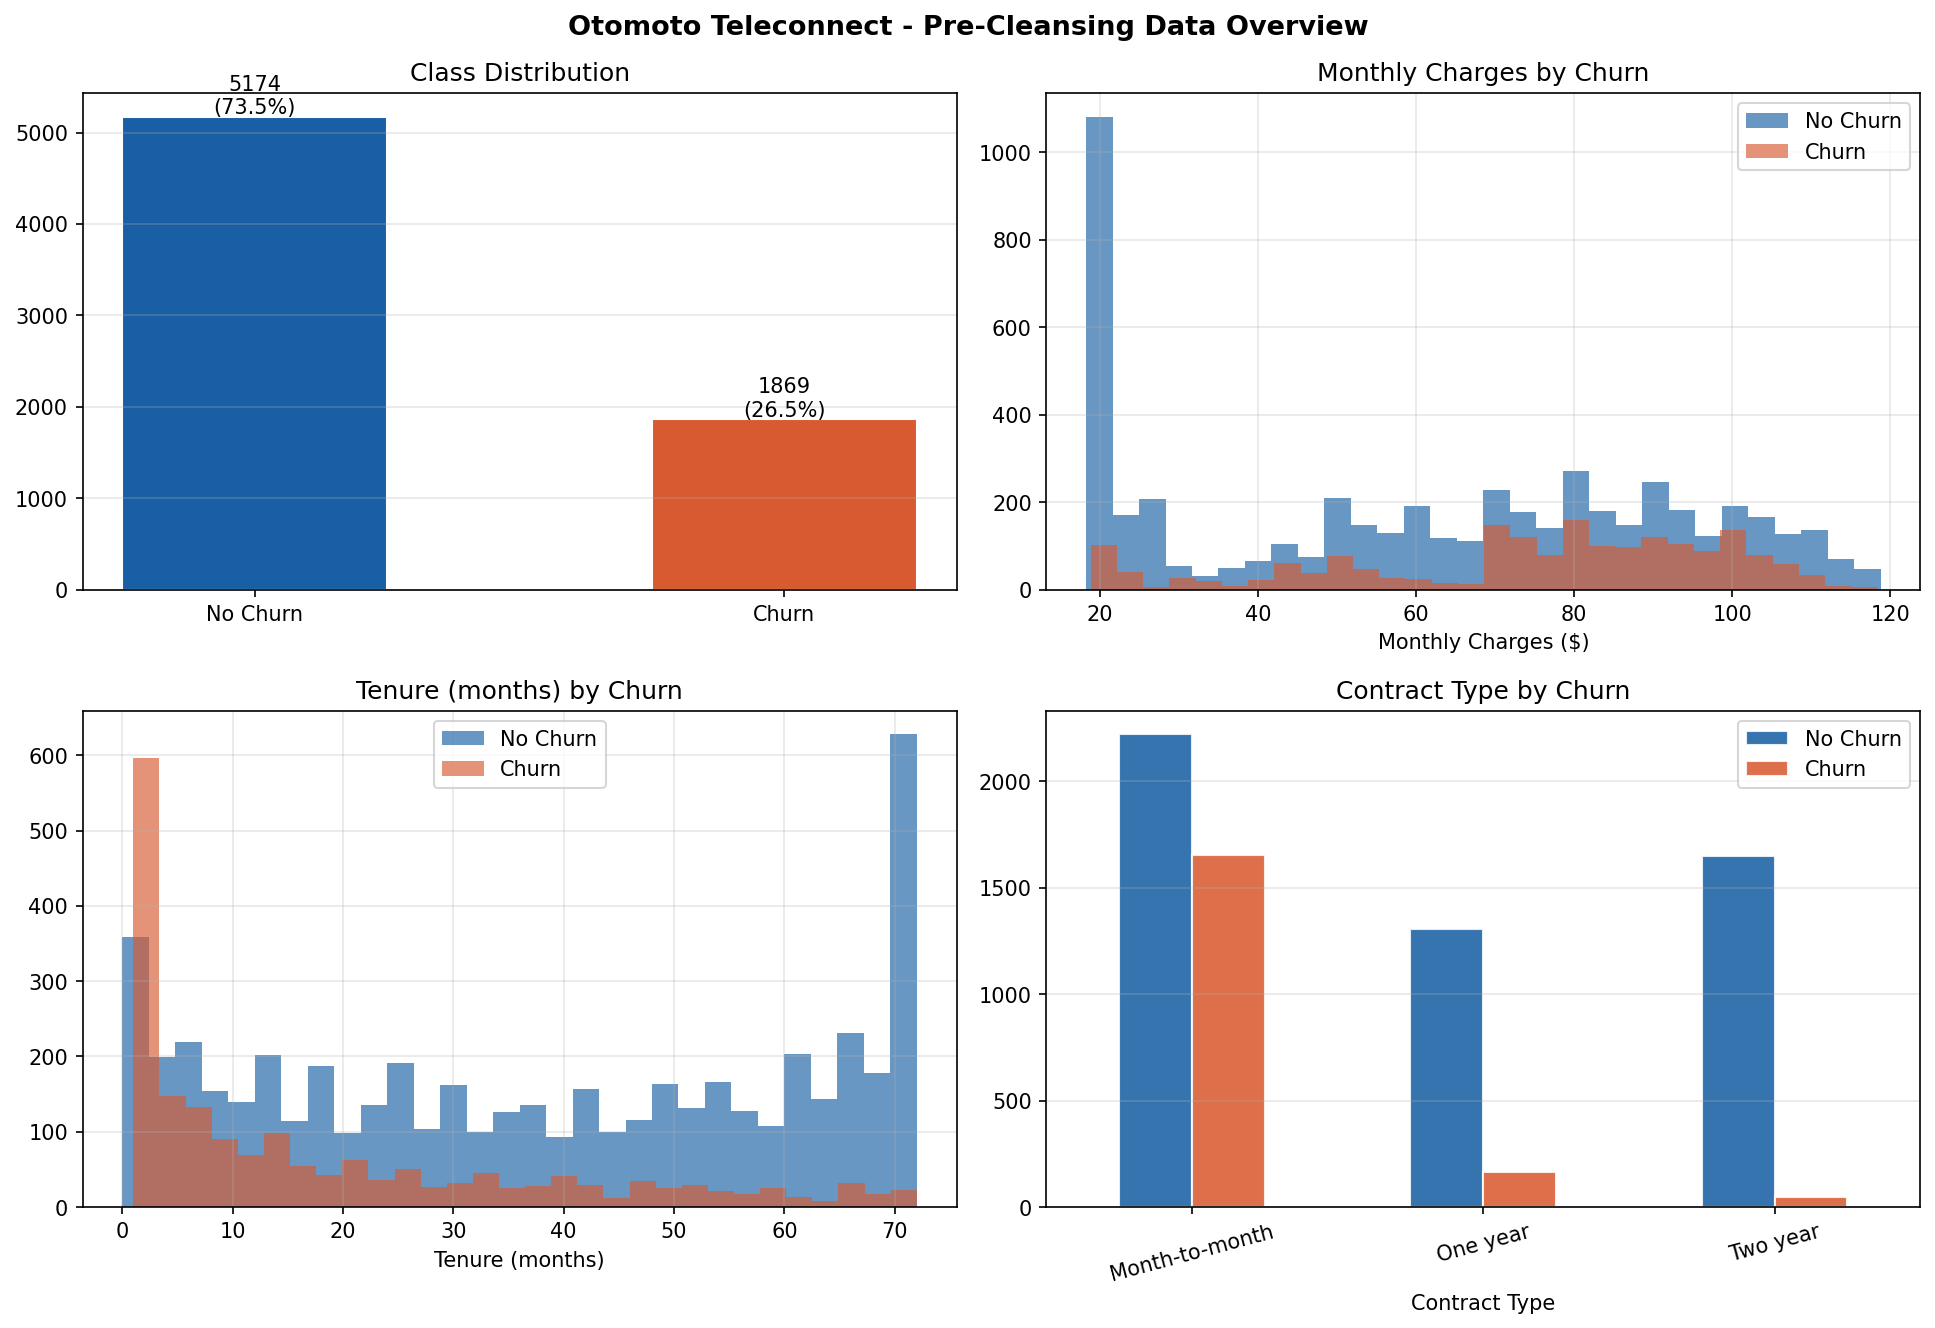 Otomoto Teleconnect - Pre-Cleansing Data Overview
Class Distribution
5174
(73.5%)
1869
(26.5%)
5000
4000
3000
2000
1000
0
No Churn
Churn
Monthly Charges by Churn
No Churn
Churn
1000
800
600
400
200
0
20 40 60 80 100 120
Monthly Charges ($)
Tenure (months) by Churn
No Churn
Churn
600
500
400
300
200
100
0
0 10 20 30 40 50 60 70
Tenure (months)
Contract Type by Churn
No Churn
Churn
2000
1500
1000
500
0
Month-to-month
One year
Two year
Contract Type